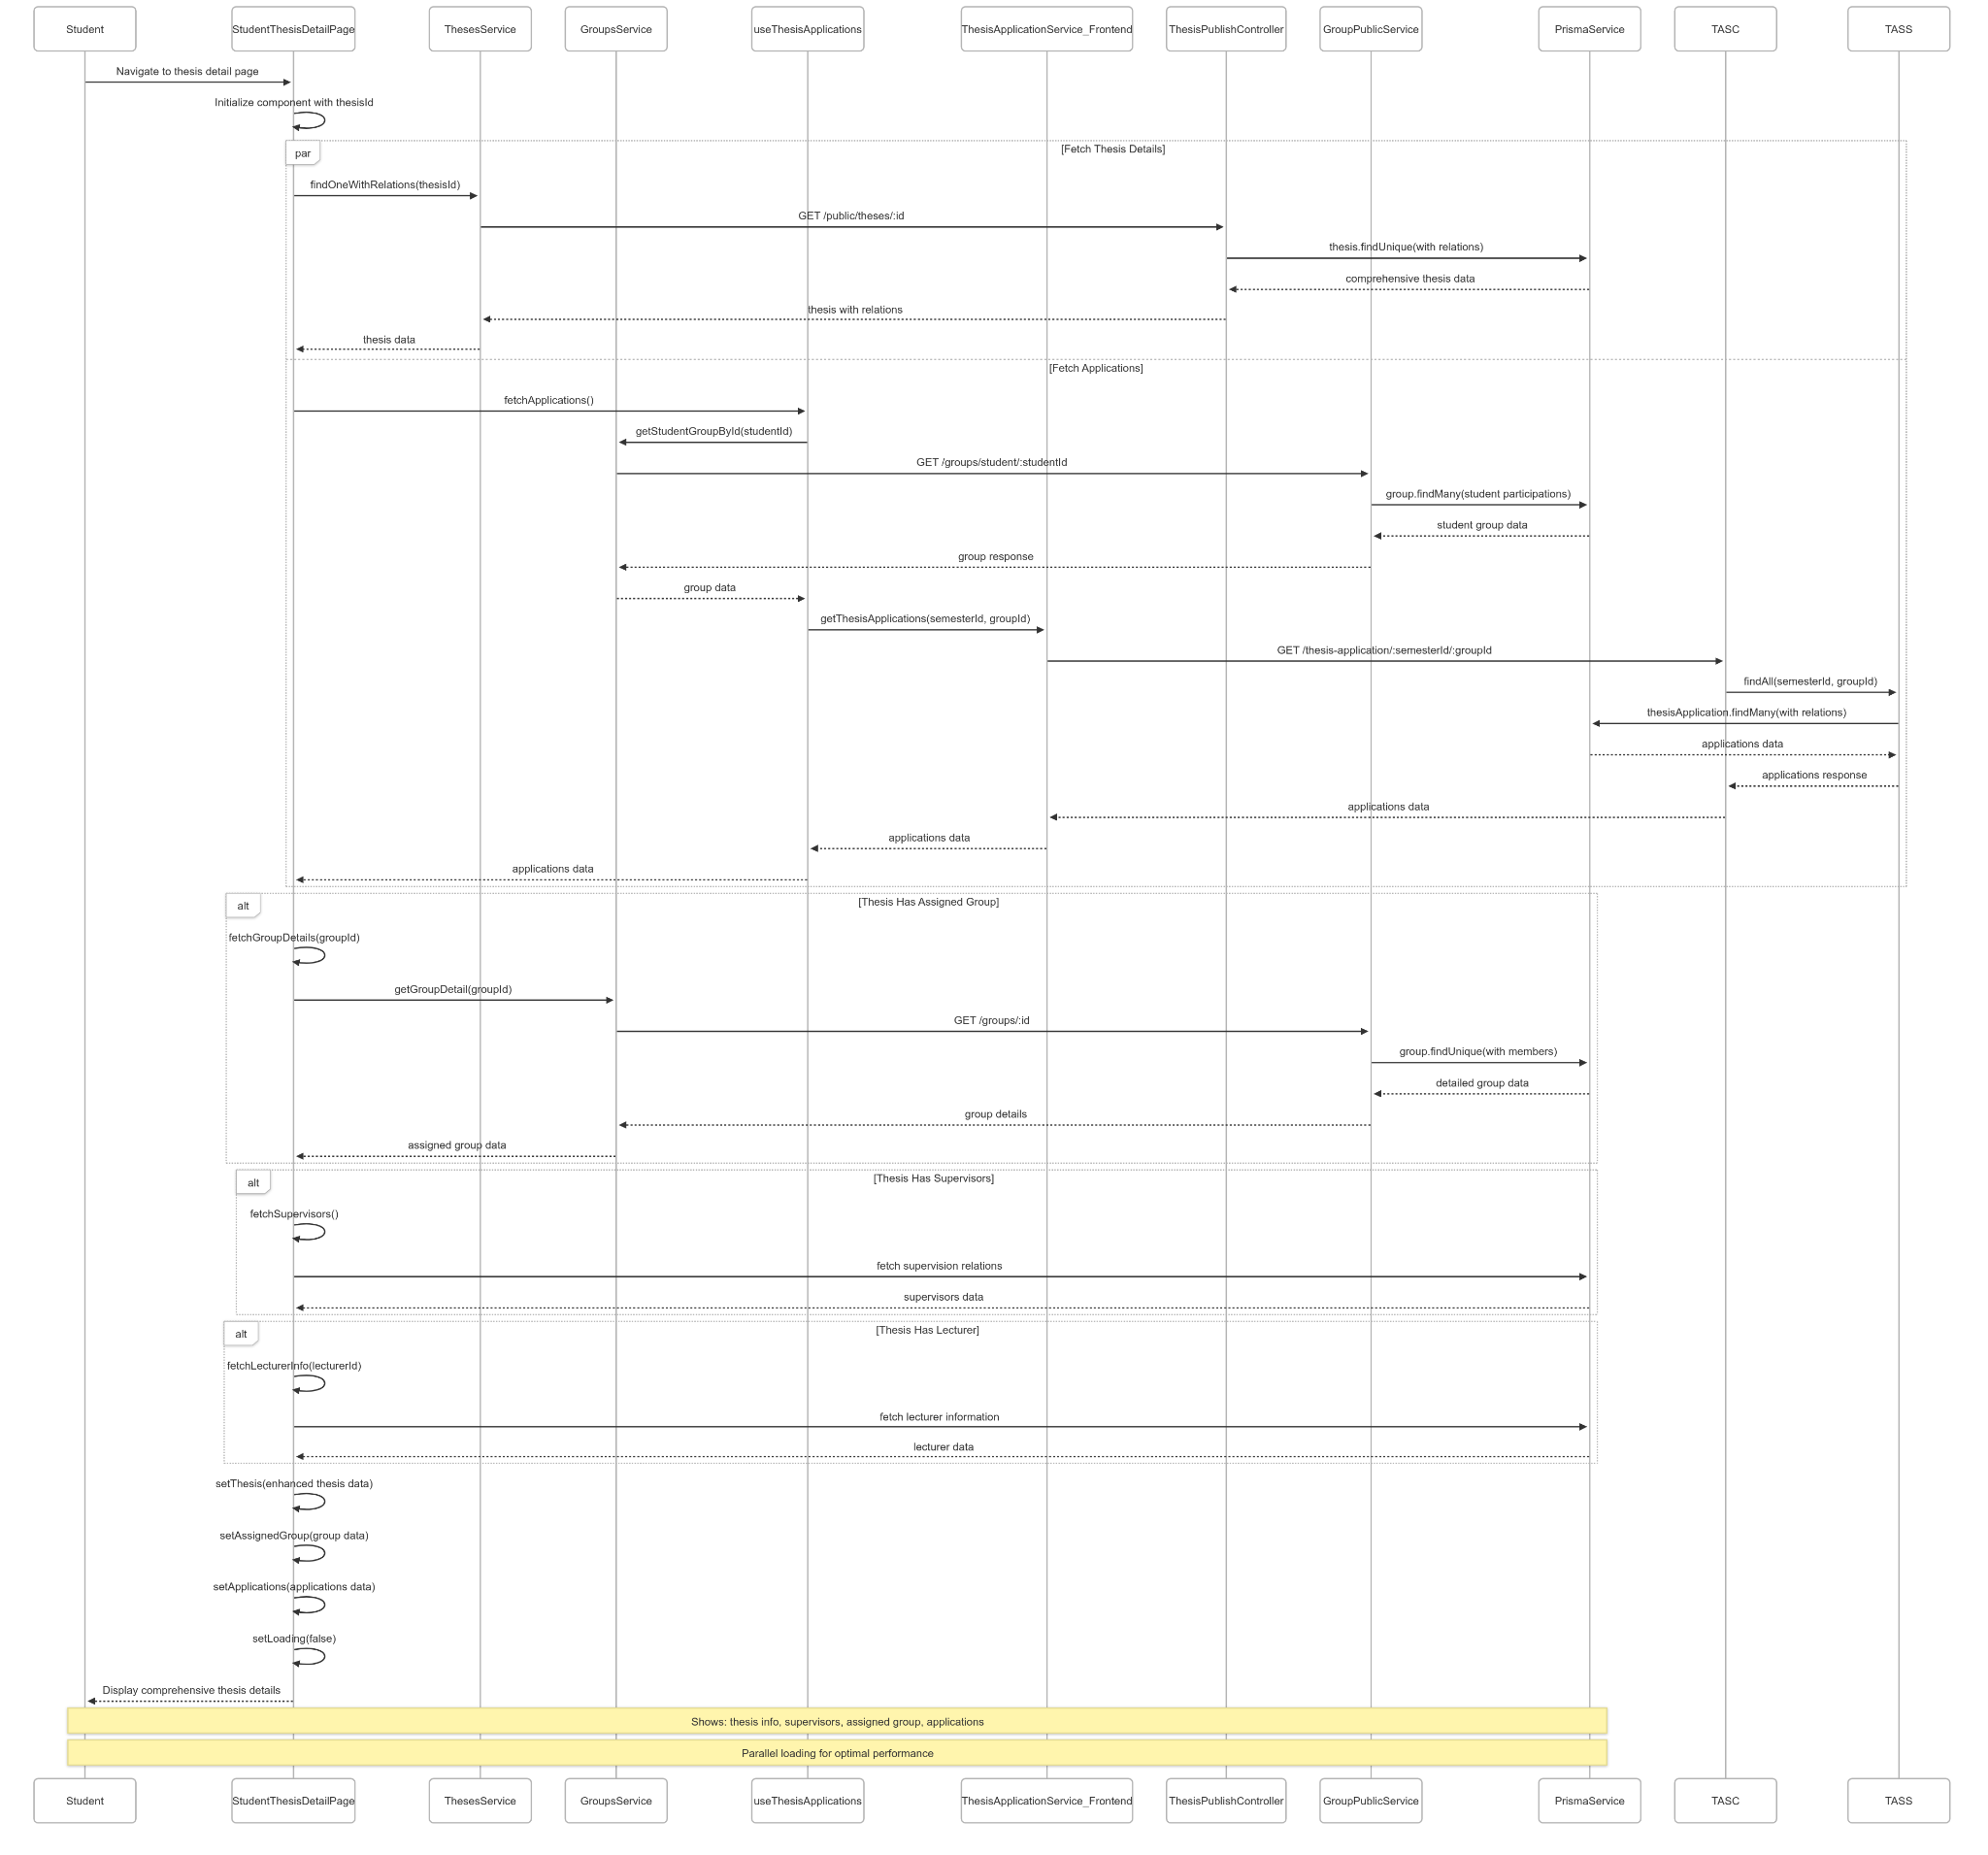 Student
StudentThesisDetailPage
ThesesService
GroupsService
useThesisApplications
ThesisApplicationService_Frontend
ThesisPublishController
GroupPublicService
PrismaService
TASC
TASS
Navigate to thesis detail page
Initialize component with thesisId
par
[Fetch Thesis Details]
findOneWithRelations(thesisId)
GET /public/theses/:id
thesis.findUnique(with relations)
comprehensive thesis data
thesis with relations
thesis data
[Fetch Applications]
fetchApplications()
getStudentGroupById(studentId)
GET /groups/student/:studentId
group.findMany(student participations)
student group data
group response
group data
getThesisApplications(semesterId, groupId)
GET /thesis-application/:semesterId/:groupId
findAll(semesterId, groupId)
thesisApplication.findMany(with relations)
applications data
applications response
applications data
applications data
applications data
alt
[Thesis Has Assigned Group]
fetchGroupDetails(groupId)
getGroupDetail(groupId)
GET /groups/:id
group.findUnique(with members)
detailed group data
group details
assigned group data
alt
[Thesis Has Supervisors]
fetchSupervisors()
fetch supervision relations
supervisors data
alt
[Thesis Has Lecturer]
fetchLecturerInfo(lecturerId)
fetch lecturer information
lecturer data
setThesis(enhanced thesis data)
setAssignedGroup(group data)
setApplications(applications data)
setLoading(false)
Display comprehensive thesis details
Shows: thesis info, supervisors, assigned group, applications
Parallel loading for optimal performance
Student
StudentThesisDetailPage
ThesesService
GroupsService
useThesisApplications
ThesisApplicationService_Frontend
ThesisPublishController
GroupPublicService
PrismaService
TASC
TASS